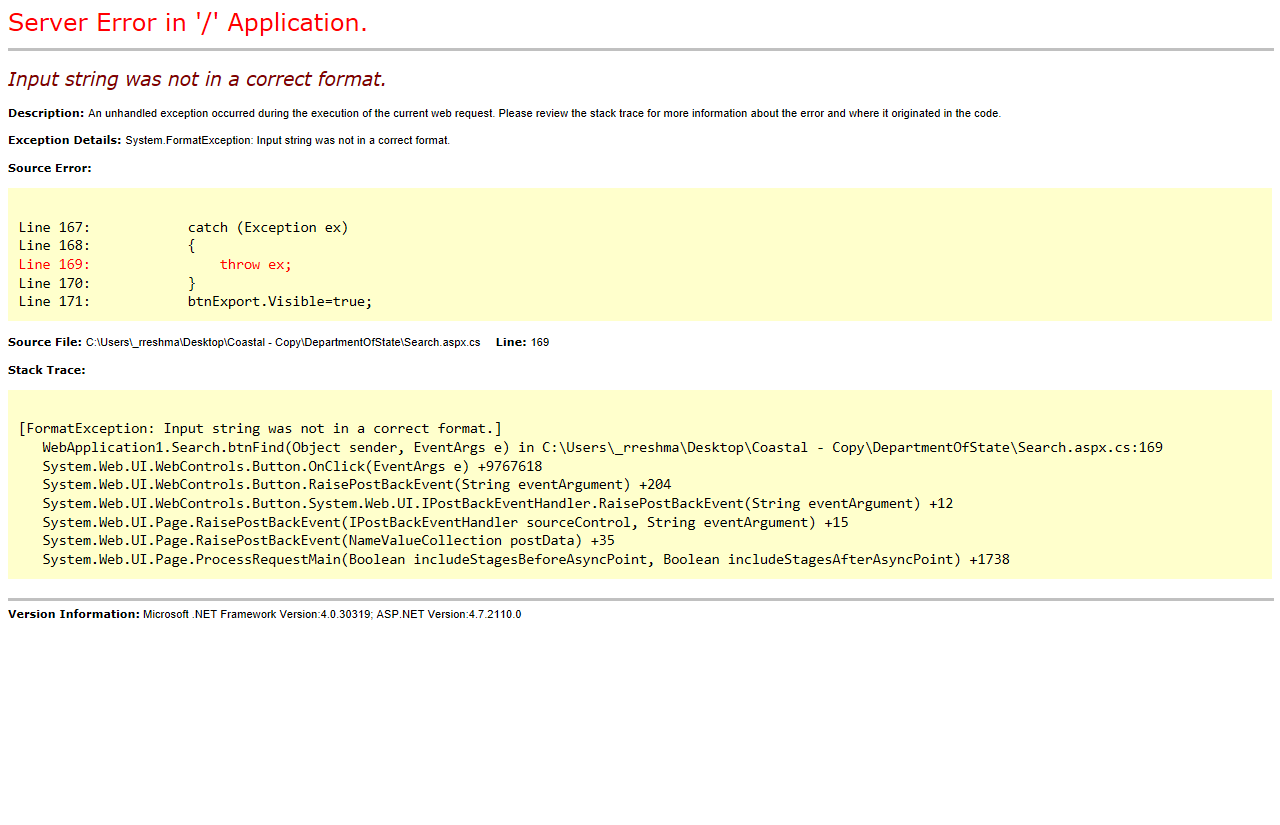 Server Error in '/' Application.
Input string was not in a correct format.
Description: An unhandled exception occurred during the execution of the current web request. Please review the stack trace for more information about the error and where it originated in the code.
Exception Details: System.FormatException: Input string was not in a correct format.
Source Error:
Line 167:            catch (Exception ex)
Line 168:            {
Line 169:                throw ex;
Line 170:            }
Line 171:            btnExport.Visible=true;
Source File: C:\Users\_rreshma\Desktop\Coastal - Copy\DepartmentOfState\Search.aspx.cs    Line: 169
Stack Trace:
[FormatException: Input string was not in a correct format.]
   WebApplication1.Search.btnFind(Object sender, EventArgs e) in C:\Users\_rreshma\Desktop\Coastal - Copy\DepartmentOfState\Search.aspx.cs:169
   System.Web.UI.WebControls.Button.OnClick(EventArgs e) +9767618
   System.Web.UI.WebControls.Button.RaisePostBackEvent(String eventArgument) +204
   System.Web.UI.WebControls.Button.System.Web.UI.IPostBackEventHandler.RaisePostBackEvent(String eventArgument) +12
   System.Web.UI.Page.RaisePostBackEvent(IPostBackEventHandler sourceControl, String eventArgument) +15
   System.Web.UI.Page.RaisePostBackEvent(NameValueCollection postData) +35
   System.Web.UI.Page.ProcessRequestMain(Boolean includeStagesBeforeAsyncPoint, Boolean includeStagesAfterAsyncPoint) +1738
Version Information: Microsoft .NET Framework Version:4.0.30319; ASP.NET Version:4.7.2110.0